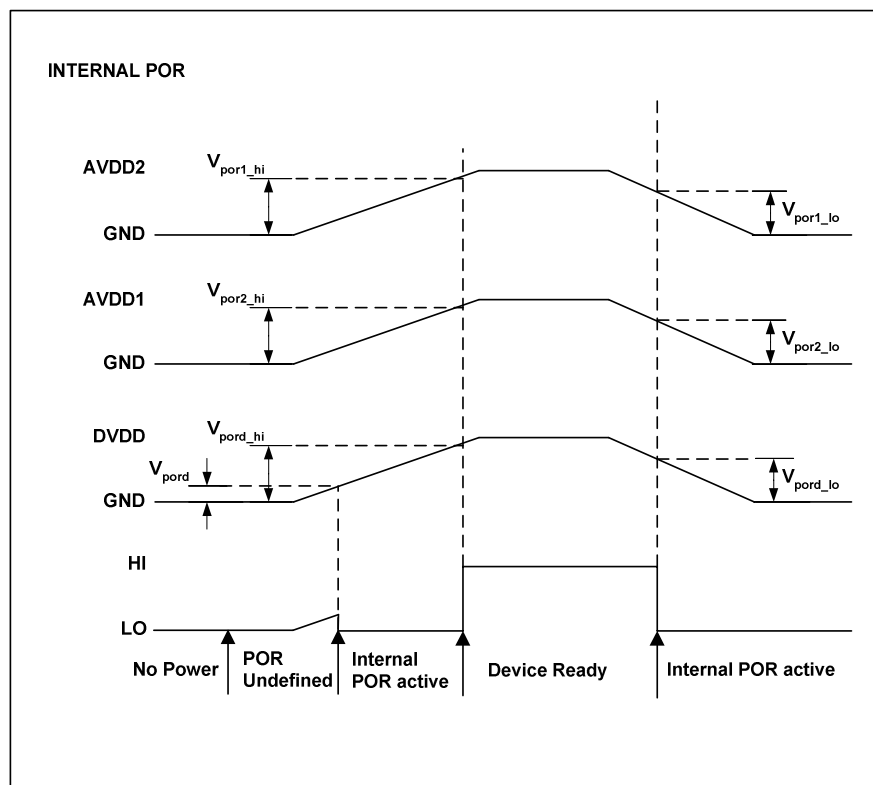 INTERNAL POR
AVDD2
Vpor1_hi
GND
Vpor1_lo
AVDD1
Vpor2_hi
GND
Vpor2_lo
DVDD
Vpord_hi
Vpord
GND
Vpord_lo
HI
LO
No Power
POR
Undefined
Internal
POR active
Device Ready
Internal POR active